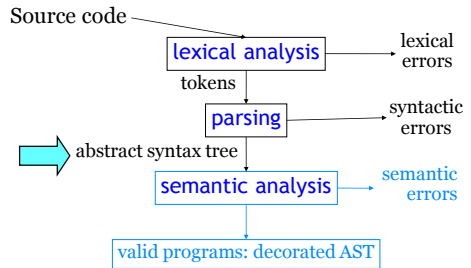 Source code
lexical analysis
lexical
errors
tokens
parsing
syntactic
errors
abstract syntax tree
semantic analysis
semantic
errors
valid programs: decorated AST